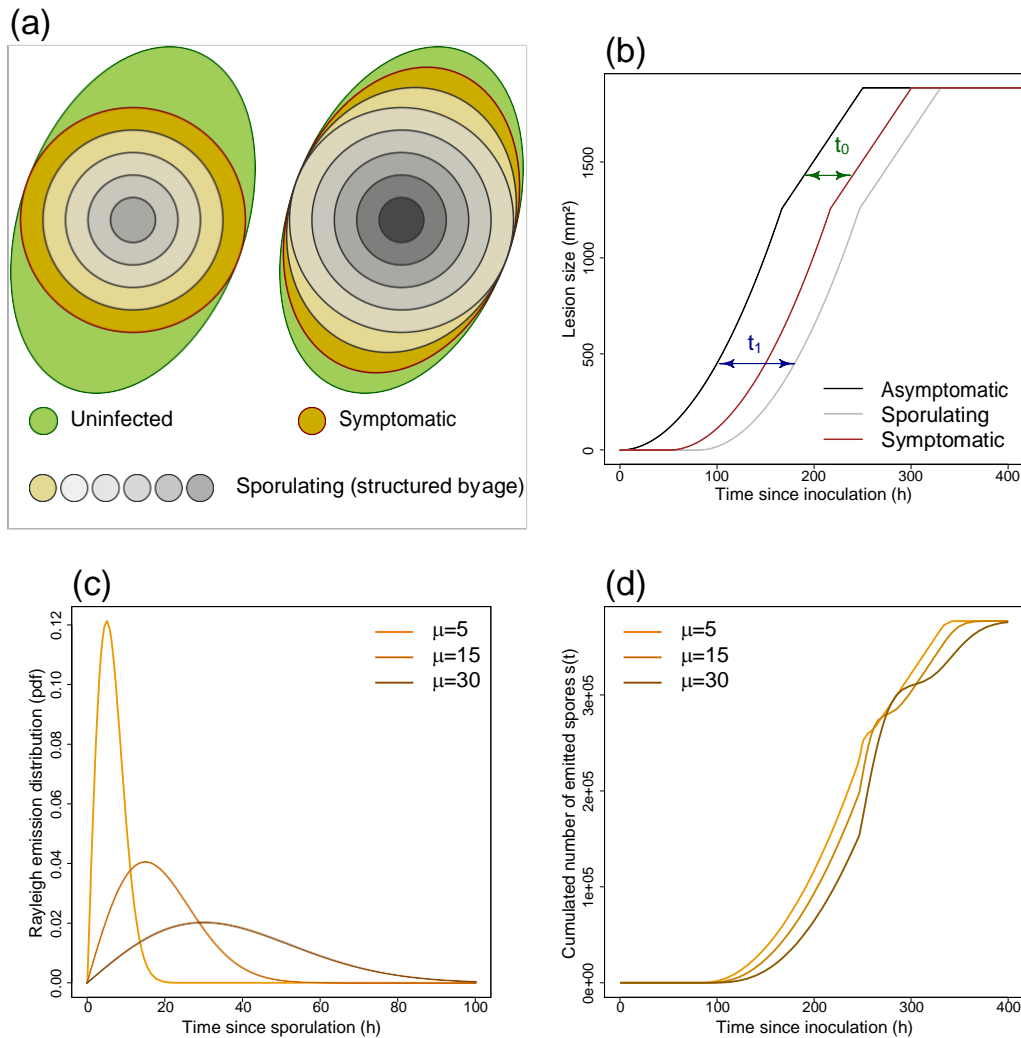 (a)
Uninfected
Symptomatic
Sporulating (structured by age)
(b)
Lesion size (mm²)
0
500
1000
1500
t0
t1
Asymptomatic
Sporulating
Symptomatic
0
100
200
300
400
Time since inoculation (h)
(c)
Rayleigh emission distribution (pdf)
0.00
0.02
0.04
0.06
0.08
0.10
0.12
μ=5
μ=15
μ=30
0
20
40
60
80
100
Time since sporulation (h)
(d)
Cumulated number of emitted spores s(t)
0e+00
1e+05
2e+05
3e+05
μ=5
μ=15
μ=30
0
100
200
300
400
Time since inoculation (h)